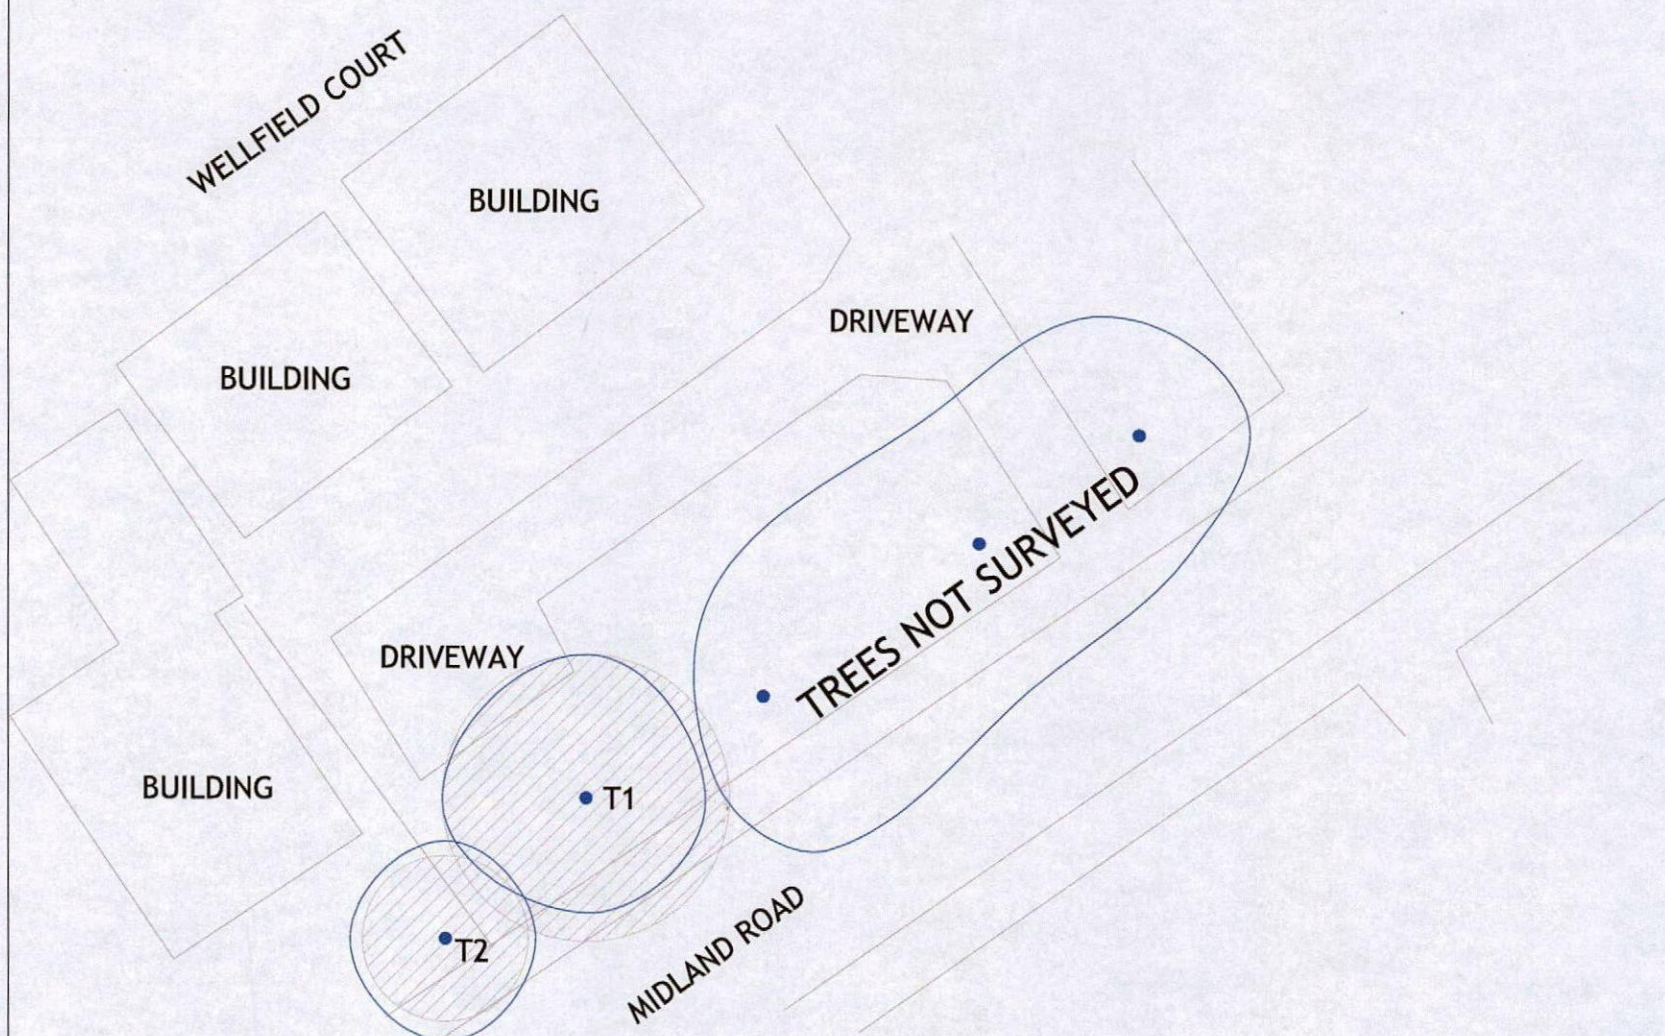 WELLFIELD COURT
BUILDING
DRIVEWAY
BUILDING
TREES NOT SURVEYED
DRIVEWAY
BUILDING
T1
T2
MIDLAND ROAD